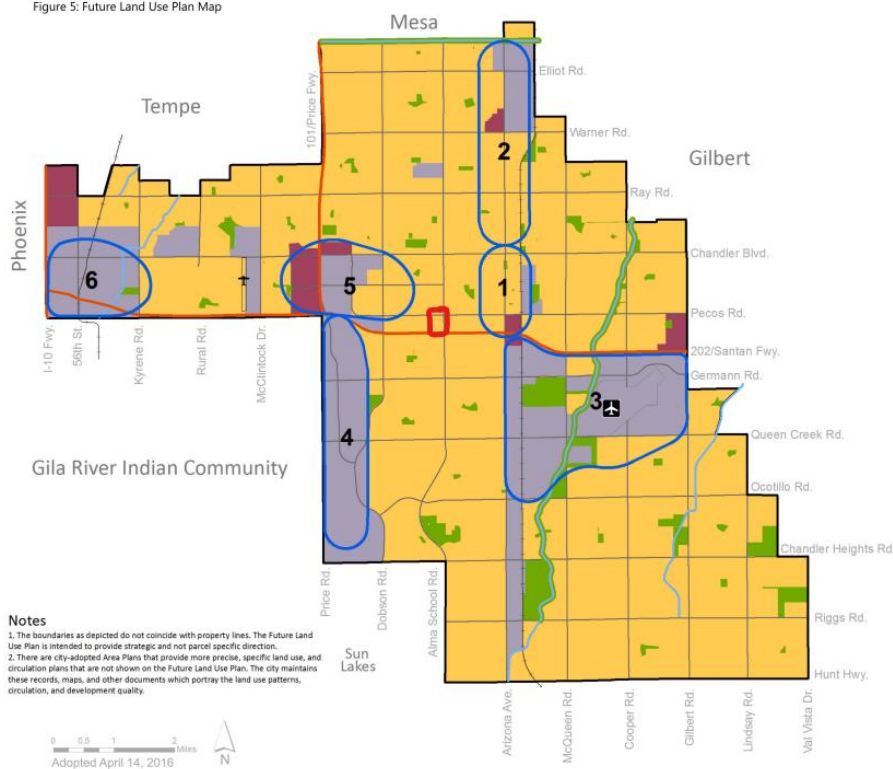 Figure 5: Future Land Use Plan Map
Mesa
Elliot Rd.
101/Price Fwy.
Tempe
Warner Rd.
2
Gilbert
Ray Rd.
Phoenix
Chandler Blvd.
6
5
1
Pecos Rd.
I-10 Fwy.
56th St.
Kyrene Rd.
Rural Rd.
McClintock Dr.
202/Santan Fwy.
Germann Rd.
3
4
Queen Creek Rd.
Gila River Indian Community
Ocotillo Rd.
Chandler Heights Rd
Price Rd.
Dobson Rd.
Alma School Rd.
Riggs Rd.
Notes
1. The boundaries as depicted do not coincide with property lines. The Future Land
Use Plan is intended to provide strategic and not parcel specific direction.
2. There are city-adopted Area Plans that provide more precise, specific land use, and
circulation plans that are not shown on the Future Land Use Plan. The city maintains
these records, maps, and other documents which portray the land use patterns,
circulation, and development quality.
Sun
Lakes
Hunt Hwy.
Arizona Ave.
McQueen Rd.
Cooper Rd.
Gilbert Rd.
Lindsay Rd.
Val Vista Dr.
0 0.5 1 2
Miles
N
Adopted April 14, 2016